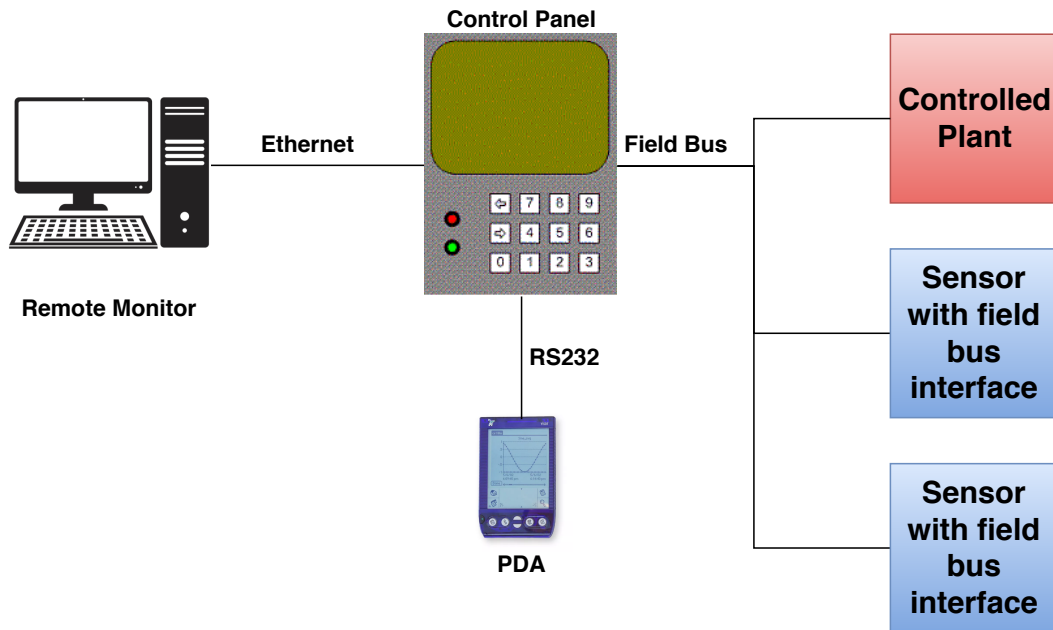 Control Panel
Remote Monitor
Ethernet
Field Bus
7 8 9
4 5 6
0 1 2 3
RS232
PDA
Controlled
Plant
Sensor
with field
bus
interface
Sensor
with field
bus
interface